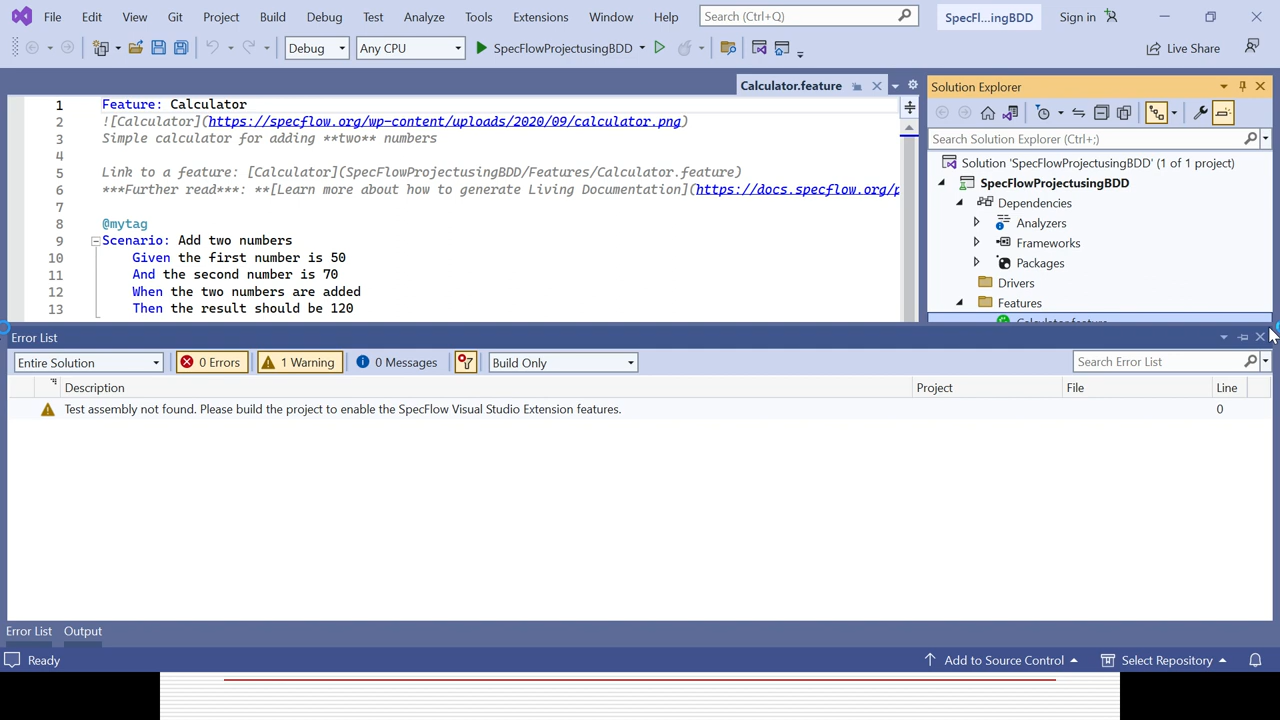 File Edit View Git Project Build Debug Test Analyze Tools Extensions Window Help Search (Ctrl+Q) SpecFl...ingBDD Sign in
Debug Any CPU SpecFlowProjectusingBDD Live Share
Calculator.feature
1 Feature: Calculator
2 ![Calculator](https://specflow.org/wp-content/uploads/2020/09/calculator.png)
3 Simple calculator for adding **two** numbers
4
5 Link to a feature: [Calculator](SpecFlowProjectusingBDD/Features/Calculator.feature)
6 ***Further read***: **[Learn more about how to generate Living Documentation](https://docs.specflow.org/p
7
8 @mytag
9 Scenario: Add two numbers
10 Given the first number is 50
11 And the second number is 70
12 When the two numbers are added
13 Then the result should be 120
Solution Explorer
Search Solution Explorer (Ctrl+;)
Solution 'SpecFlowProjectusingBDD' (1 of 1 project)
SpecFlowProjectusingBDD
Dependencies
Analyzers
Frameworks
Packages
Drivers
Features
Calculator.feature
Error List
Entire Solution 0 Errors 1 Warning 0 Messages Build Only Search Error List
Description Project File Line
Test assembly not found. Please build the project to enable the SpecFlow Visual Studio Extension features. 0
Error List Output
Ready Add to Source Control Select Repository